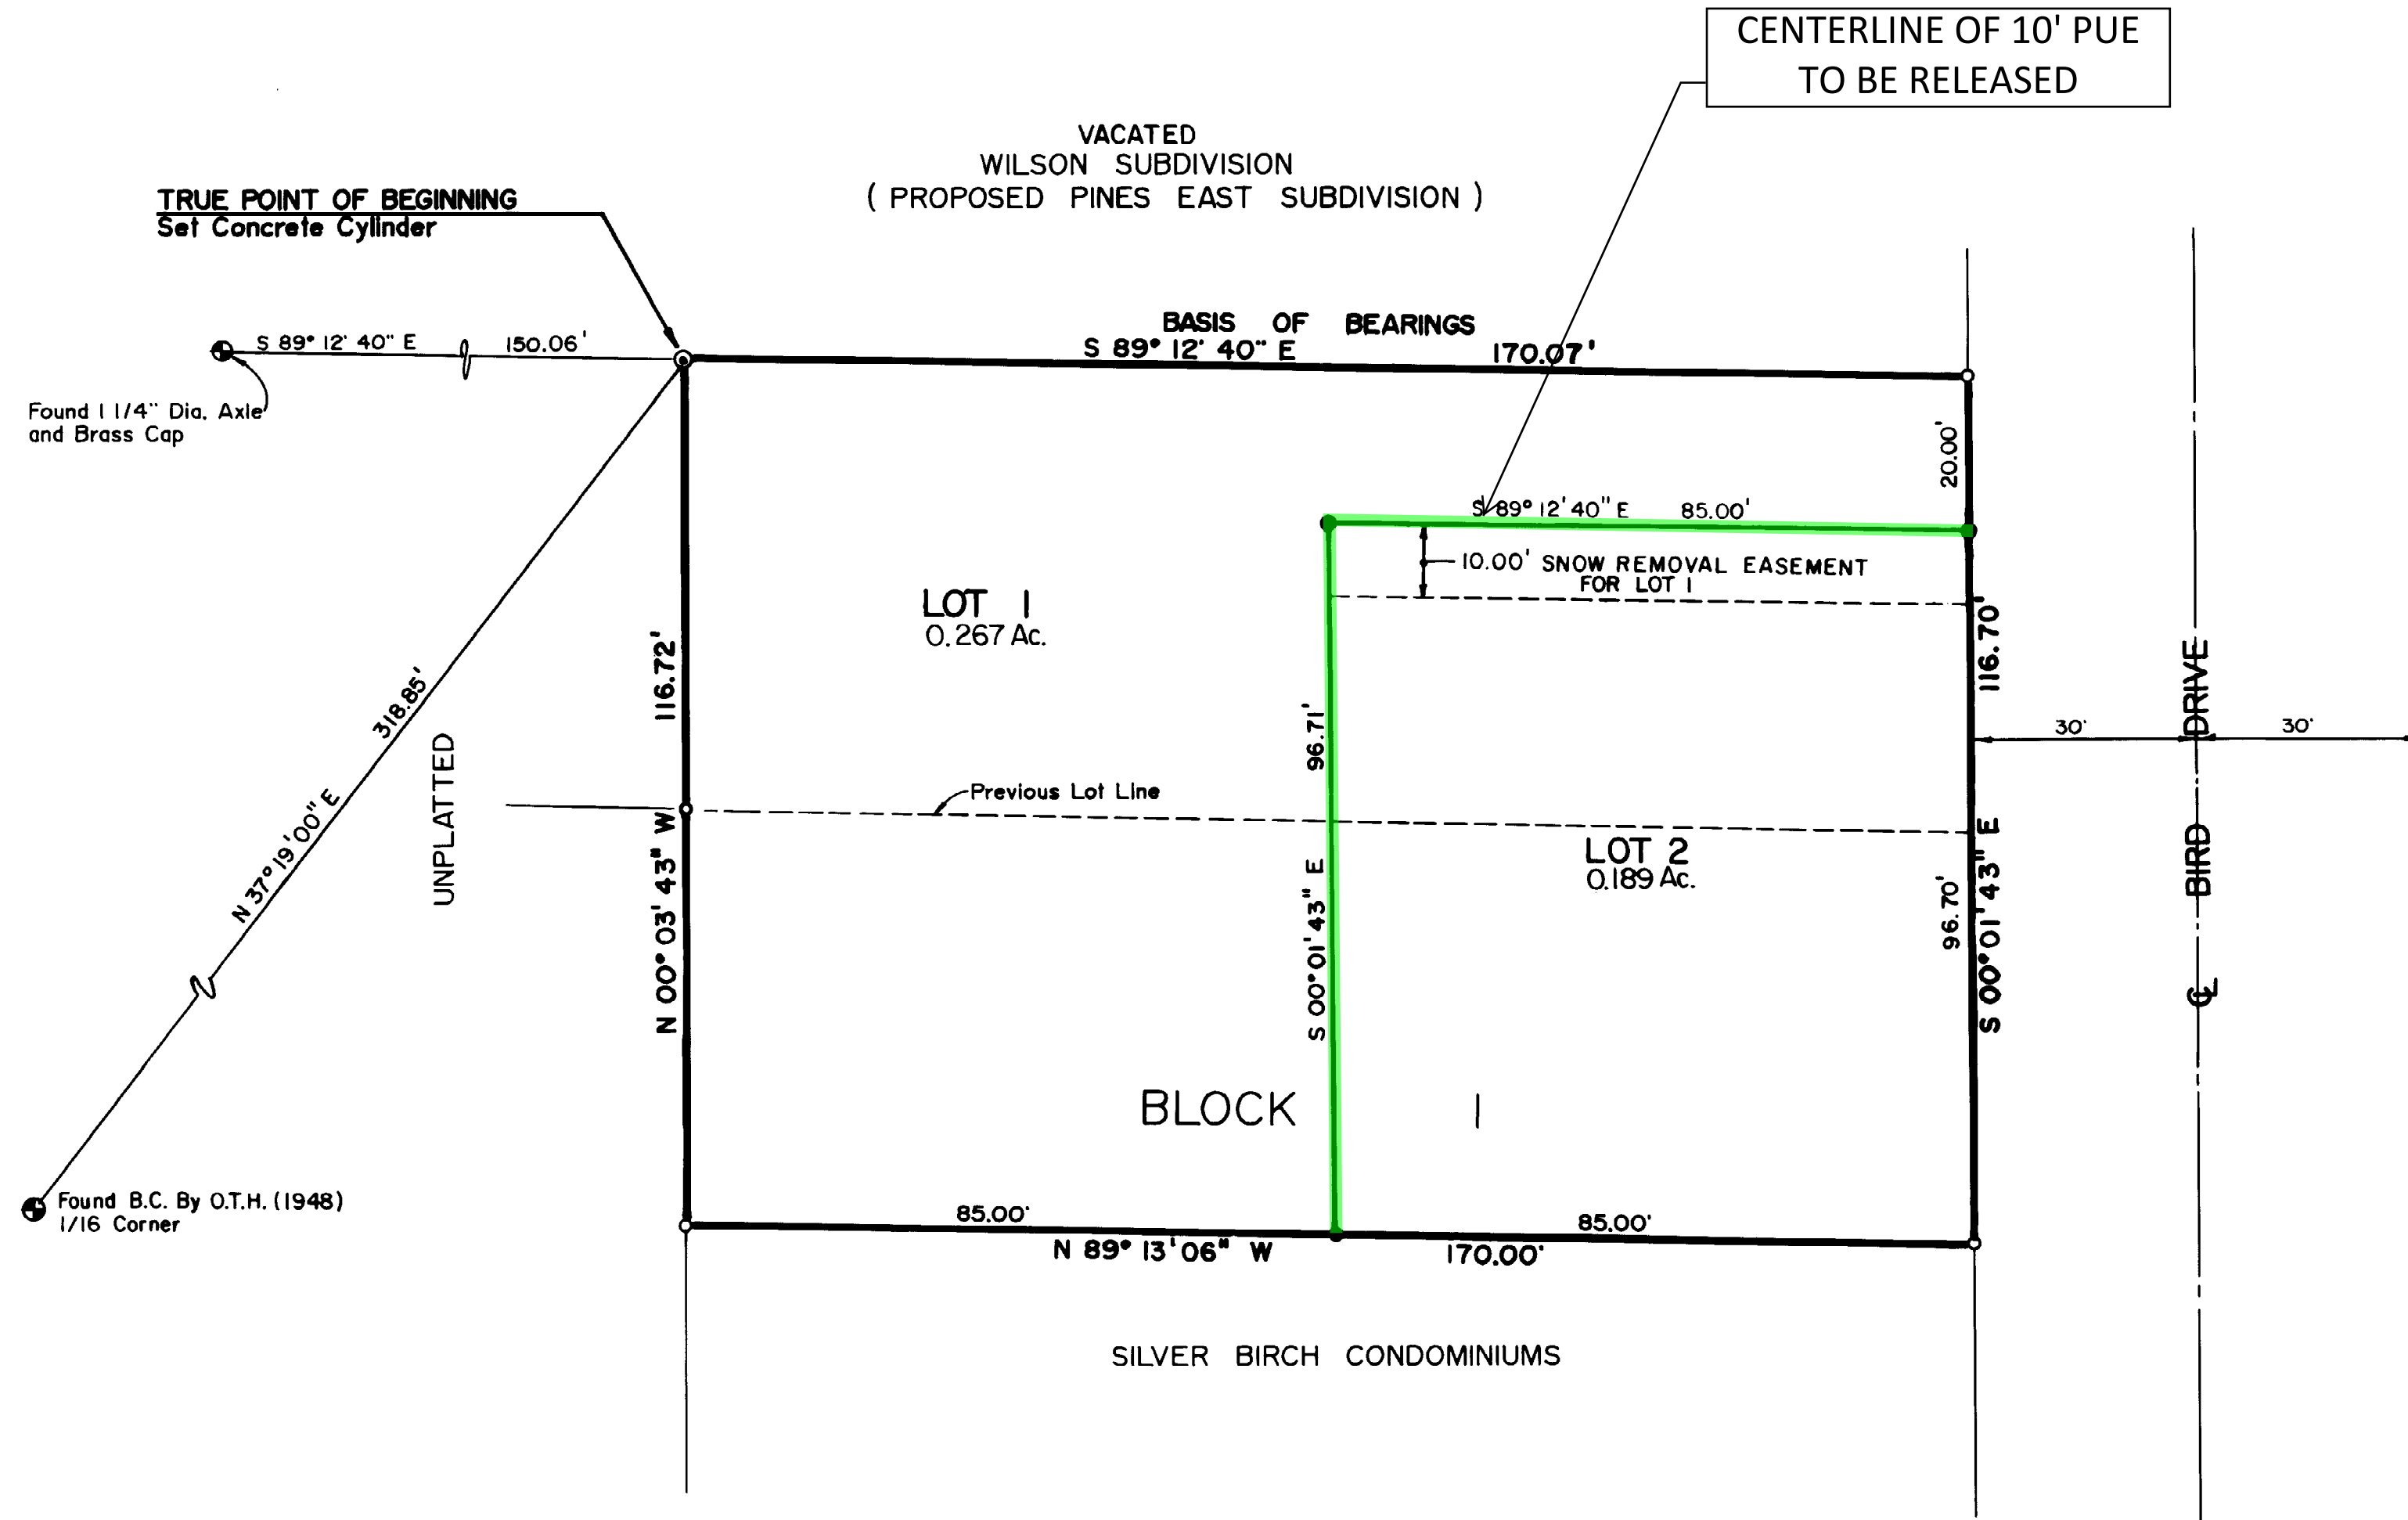 CENTERLINE OF 10' PUE
TO BE RELEASED
VACATED
WILSON SUBDIVISION
( PROPOSED PINES EAST SUBDIVISION )
TRUE POINT OF BEGINNING
Set Concrete Cylinder
BASIS OF BEARINGS
S 89° 12' 40" E 150.06'
S 89° 12' 40" E 170.07'
Found 1 1/4" Dia. Axle
and Brass Cap
20.00'
S 89° 12' 40" E 85.00'
10.00' SNOW REMOVAL EASEMENT
FOR LOT 1
LOT 1
0.267 Ac.
116.72'
N 00° 03' 43" W
318.85'
N 37° 19' 00" E
UNPLATTED
96.71'
S 00° 01' 43" E
116.70'
S 00° 01' 43" E
96.70'
BIRD DRIVE
℄
30'
30'
Previous Lot Line
LOT 2
0.189 Ac.
BLOCK 1
Found B.C. By O.T.H. (1948)
1/16 Corner
85.00'
85.00'
N 89° 13' 06" W 170.00'
SILVER BIRCH CONDOMINIUMS